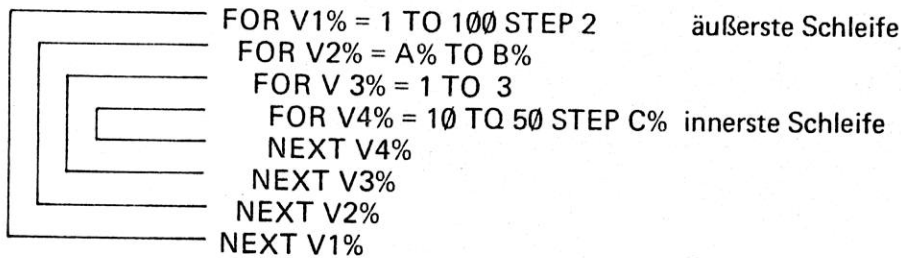 FOR V1% = 1 TO 1ØØ STEP 2 äußerste Schleife
FOR V2% = A% TO B%
FOR V 3% = 1 TO 3
FOR V4% = 1Ø TO 5Ø STEP C% innerste Schleife
NEXT V4%
NEXT V3%
NEXT V2%
NEXT V1%